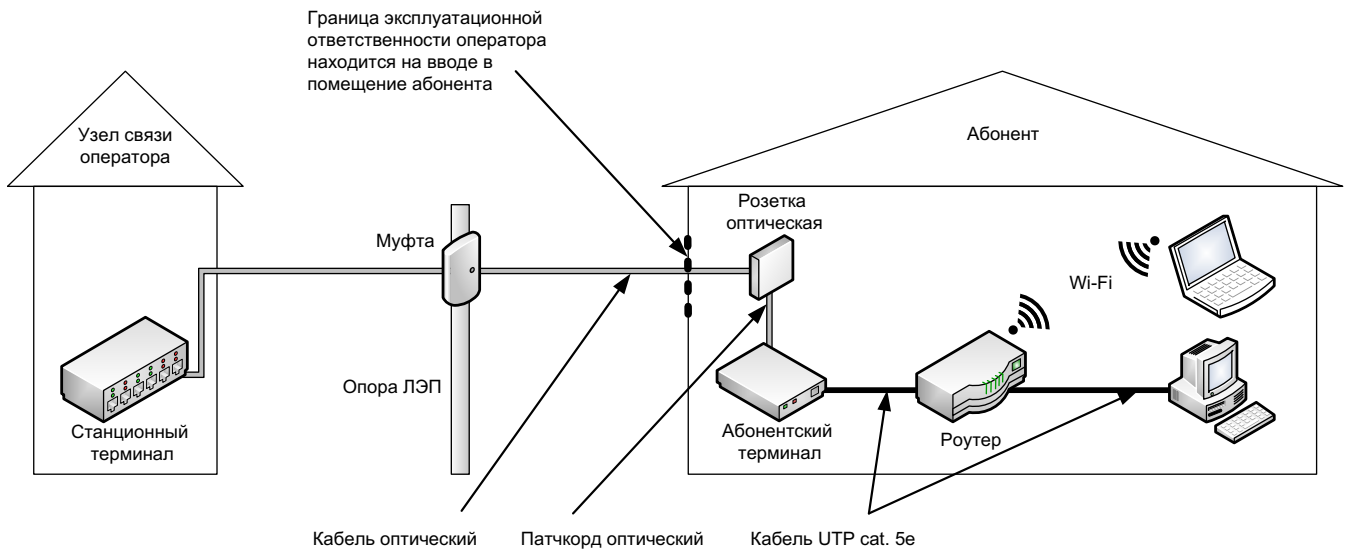 Граница эксплуатационной
ответственности оператора
находится на вводе в
помещение абонента
Узел связи
оператора
Абонент
Розетка
оптическая
Муфта
Wi-Fi
Опора ЛЭП
Станционный
терминал
Абонентский
терминал
Роутер
Кабель оптический
Патчкорд оптический
Кабель UTP cat. 5e